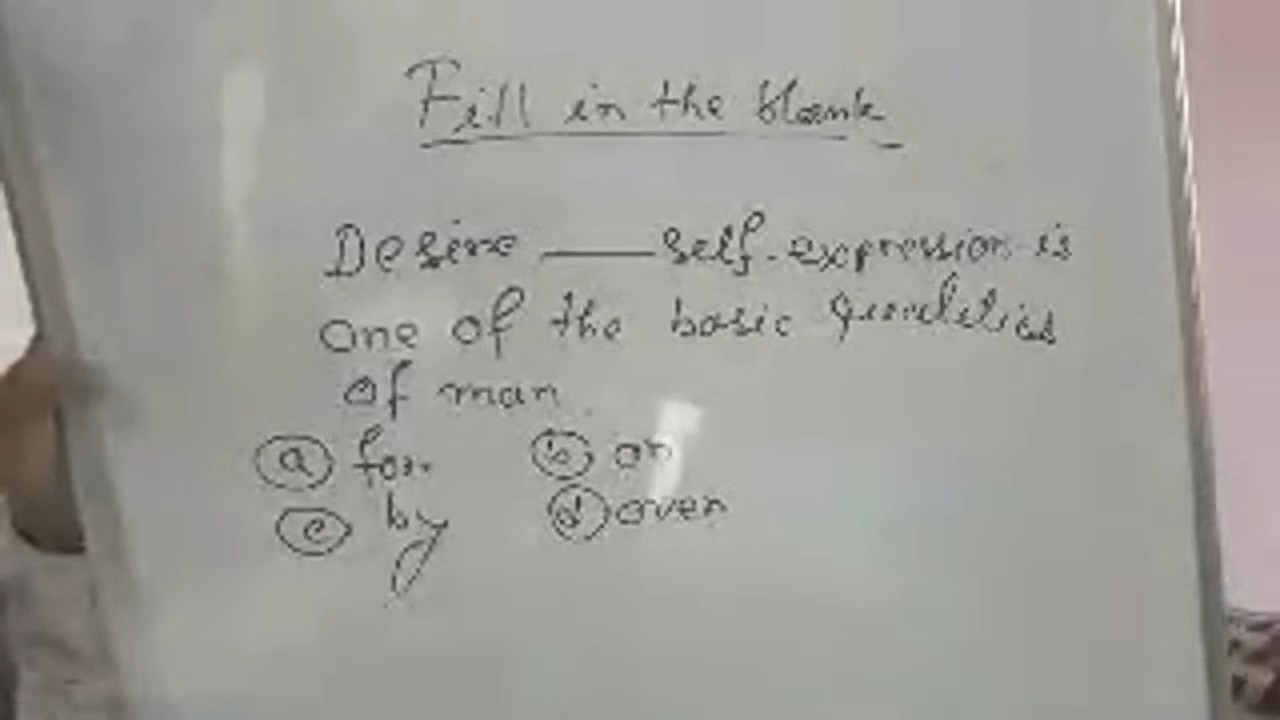 Fill in the blank
Desire ____ self-expression is
one of the basic qualities
of man
(a) for (b) on
(c) by (d) over